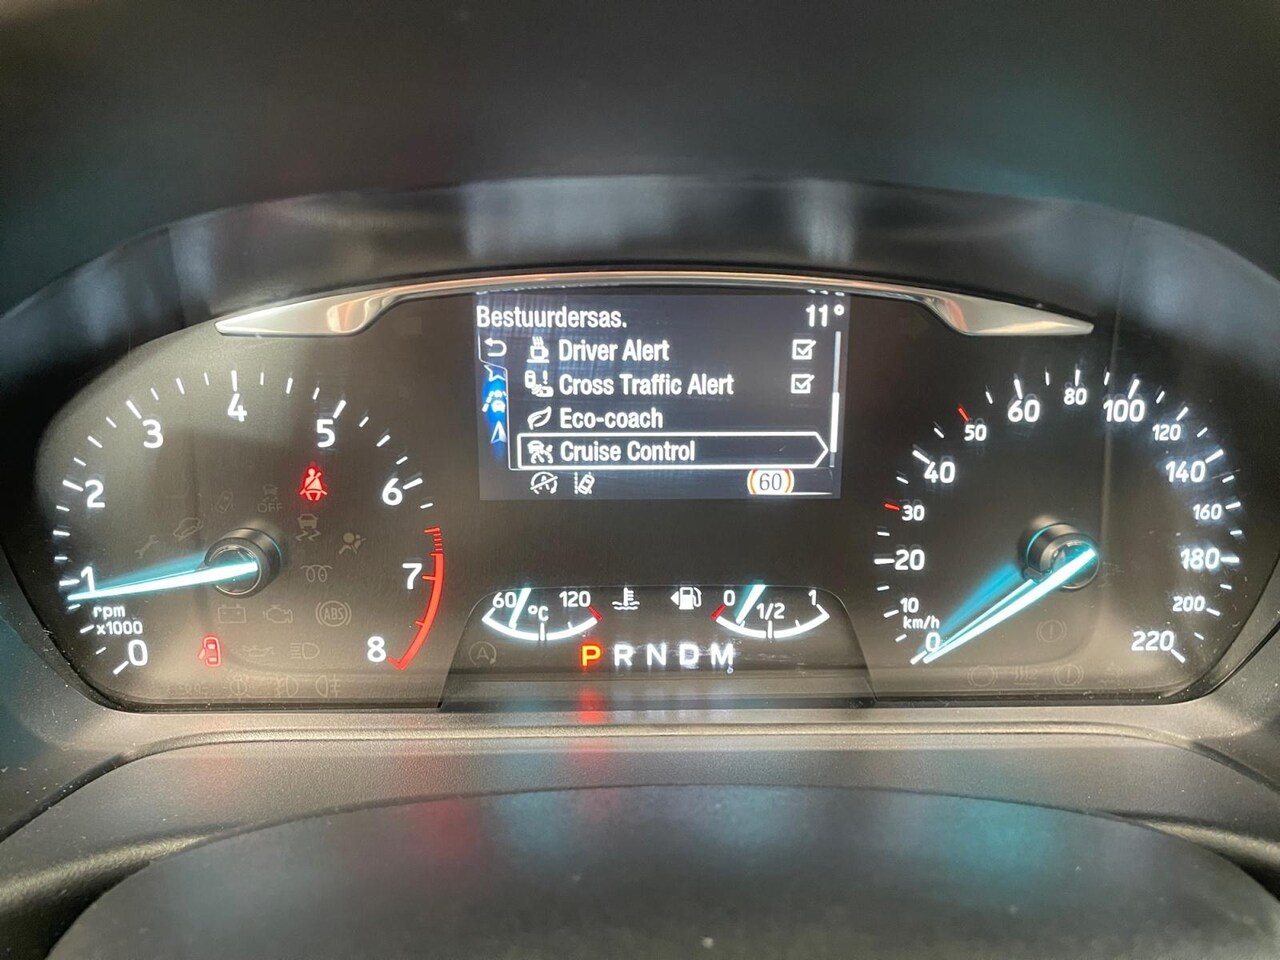 Bestuurdersas. 11°
Driver Alert
Cross Traffic Alert
Eco-coach
Cruise Control
60
0 1 2 3 4 5 6 7 8
rpm
x1000
OFF
ABS
60 °C 120
0 1/2 1
A
P R N D M
0 10 20 30 40 50 60 80 100 120 140 160 180 200 220
km/h